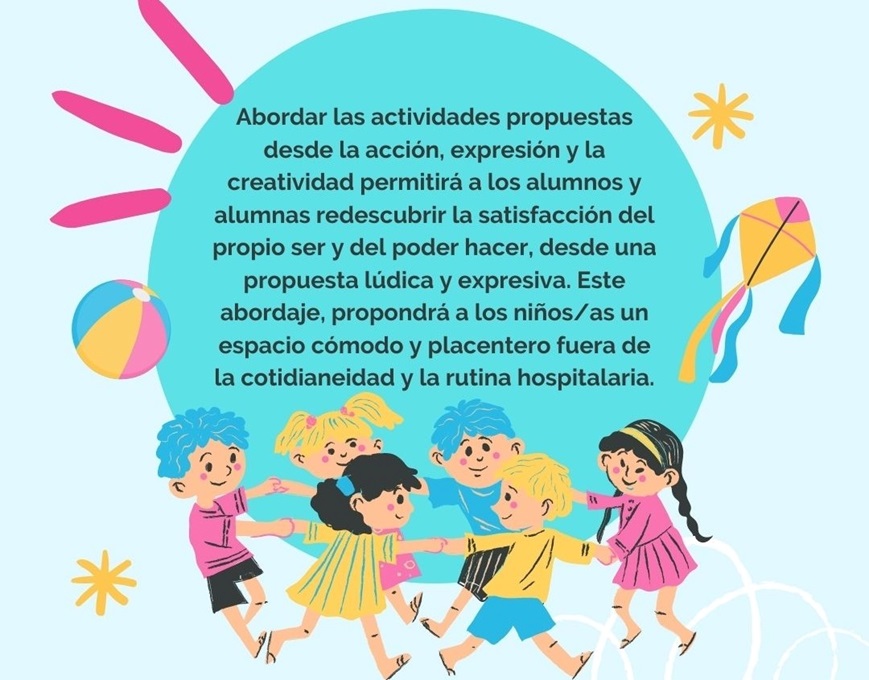 Abordar las actividades propuestas
desde la acción, expresión y la
creatividad permitirá a los alumnos y
alumnas redescubrir la satisfacción del
propio ser y del poder hacer, desde una
propuesta lúdica y expresiva. Este
abordaje, propondrá a los niños/as un
espacio cómodo y placentero fuera de
la cotidianeidad y la rutina hospitalaria.